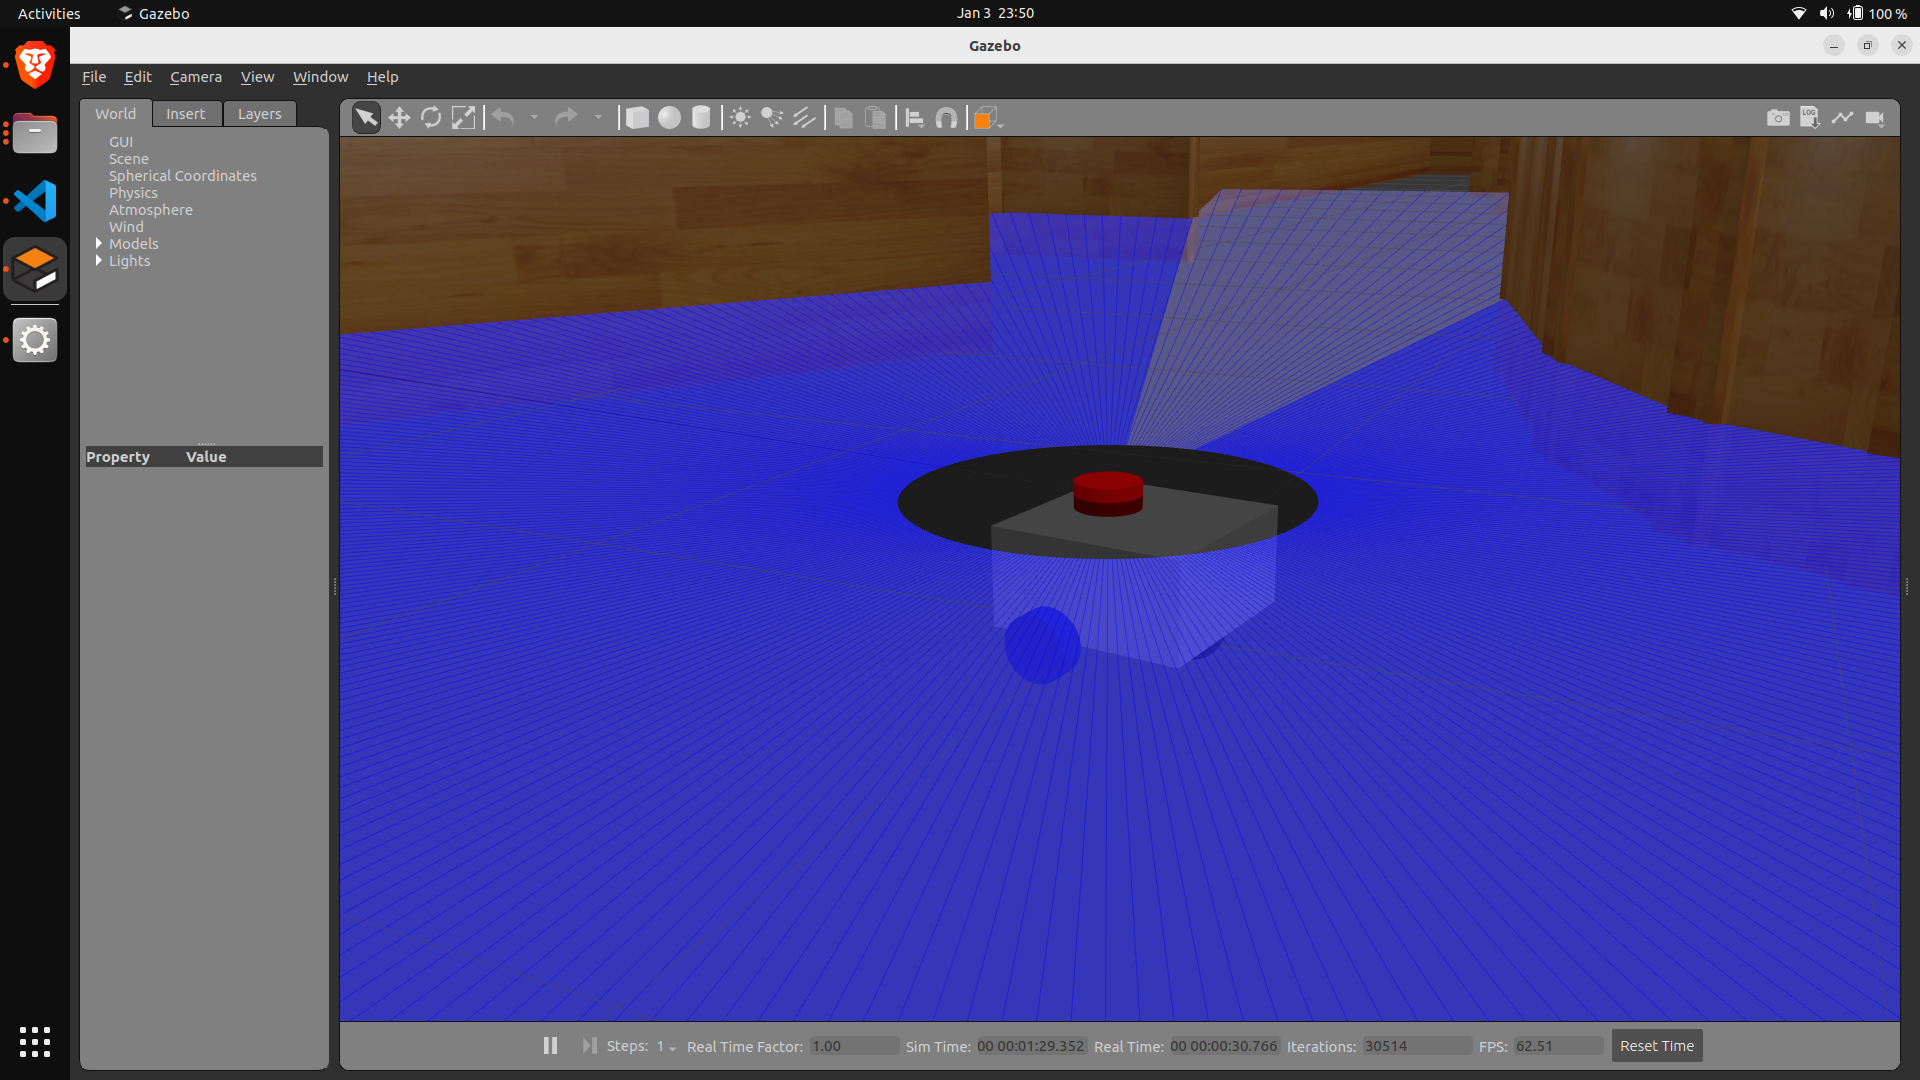 Activities Gazebo Jan 3 23:50 100 %
Gazebo
File Edit Camera View Window Help
World Insert Layers
GUI
Scene
Spherical Coordinates
Physics
Atmosphere
Wind
Models
Lights
Property Value
LOG
Steps: 1 Real Time Factor: 1.00 Sim Time: 00 00:01:29.352 Real Time: 00 00:00:30.766 Iterations: 30514 FPS: 62.51 Reset Time